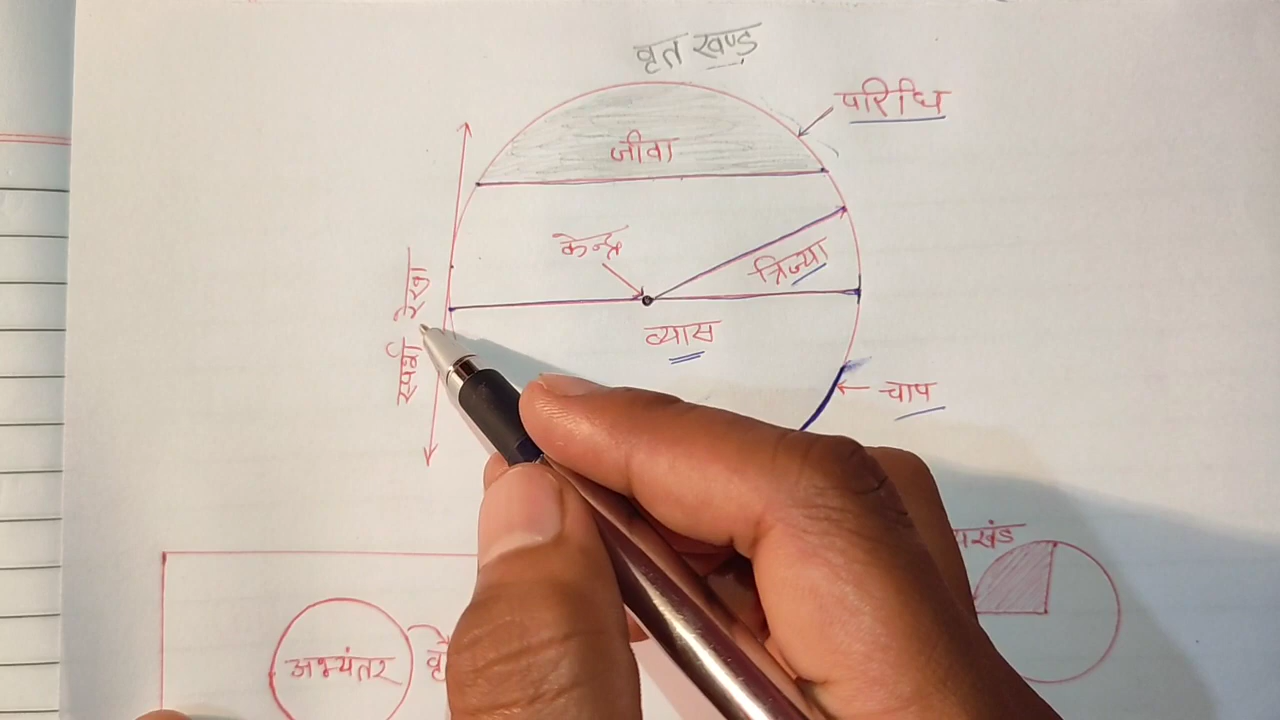 वृत खण्ड
परिधि
जीवा
केन्द्र
त्रिज्या
स्पर्श रेखा
व्यास
चाप
खंड
अभ्यंतर